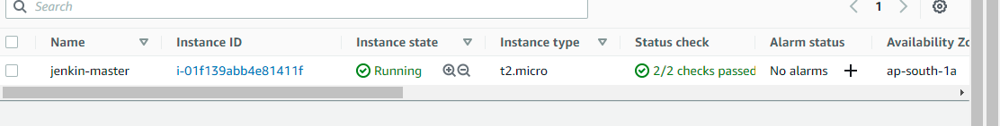 Search
1
Name Instance ID Instance state Instance type Status check Alarm status Availability Zo
jenkin-master i-01f139abb4e81411f Running t2.micro 2/2 checks passed No alarms + ap-south-1a